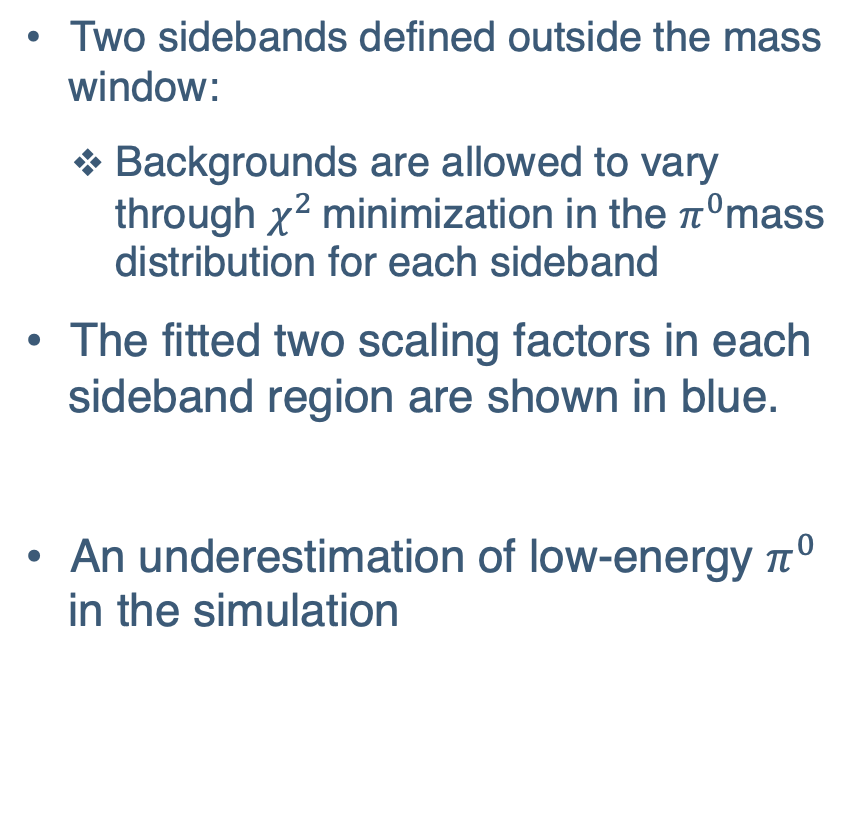 • Two sidebands defined outside the mass
window:
❖ Backgrounds are allowed to vary
through χ² minimization in the π⁰mass
distribution for each sideband
• The fitted two scaling factors in each
sideband region are shown in blue.
• An underestimation of low-energy π⁰
in the simulation